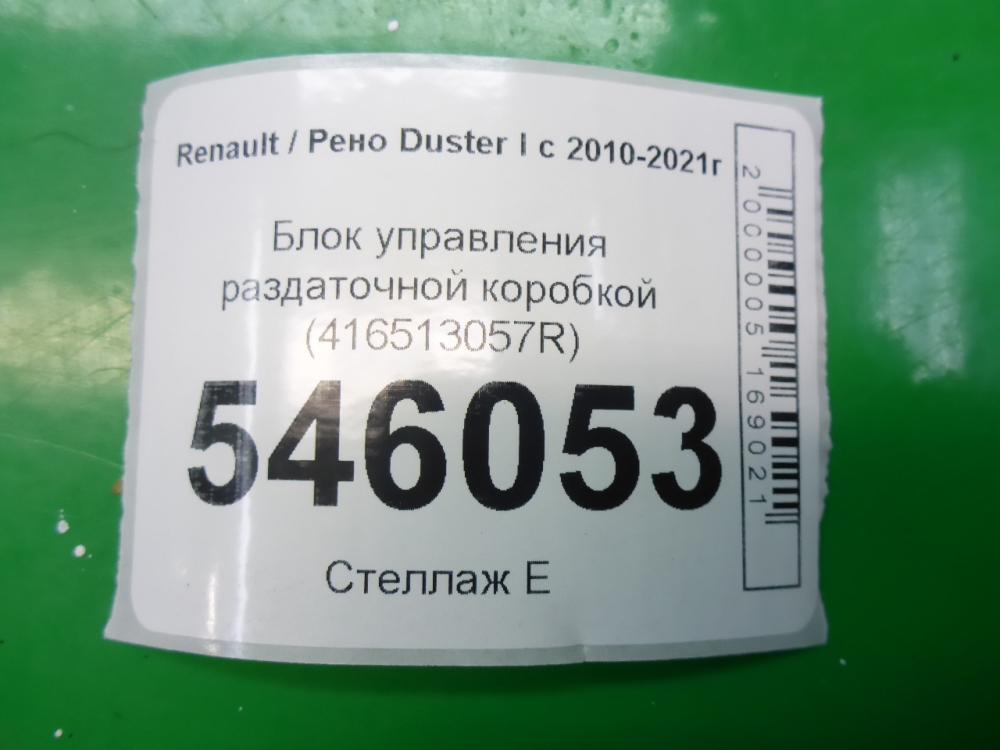 Renault / Рено Duster I с 2010-2021г
Блок управления
раздаточной коробкой
(416513057R)
546053
Стеллаж Е
2000005169021